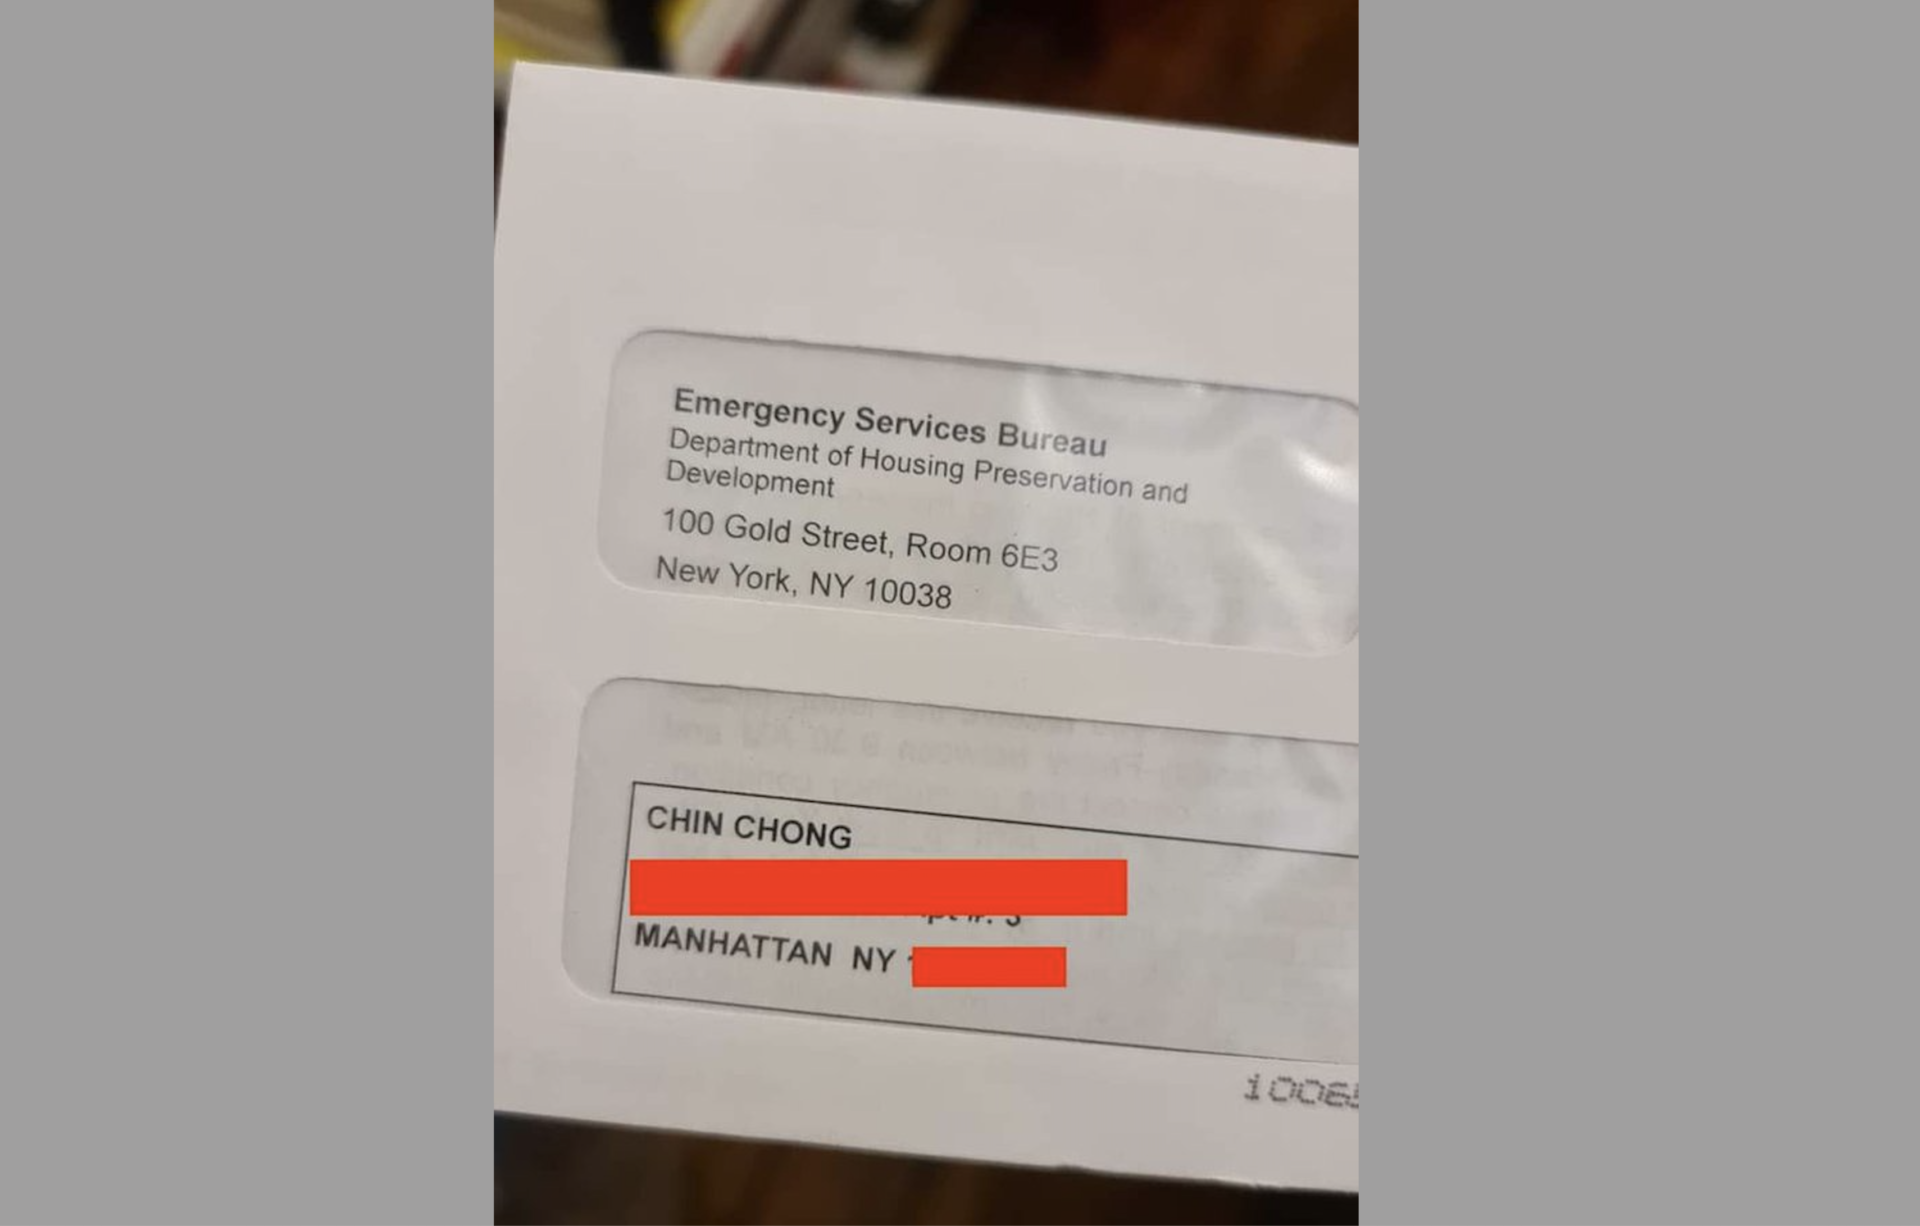 Emergency Services Bureau
Department of Housing Preservation and
Development
100 Gold Street, Room 6E3
New York, NY 10038
CHIN CHONG
MANHATTAN NY